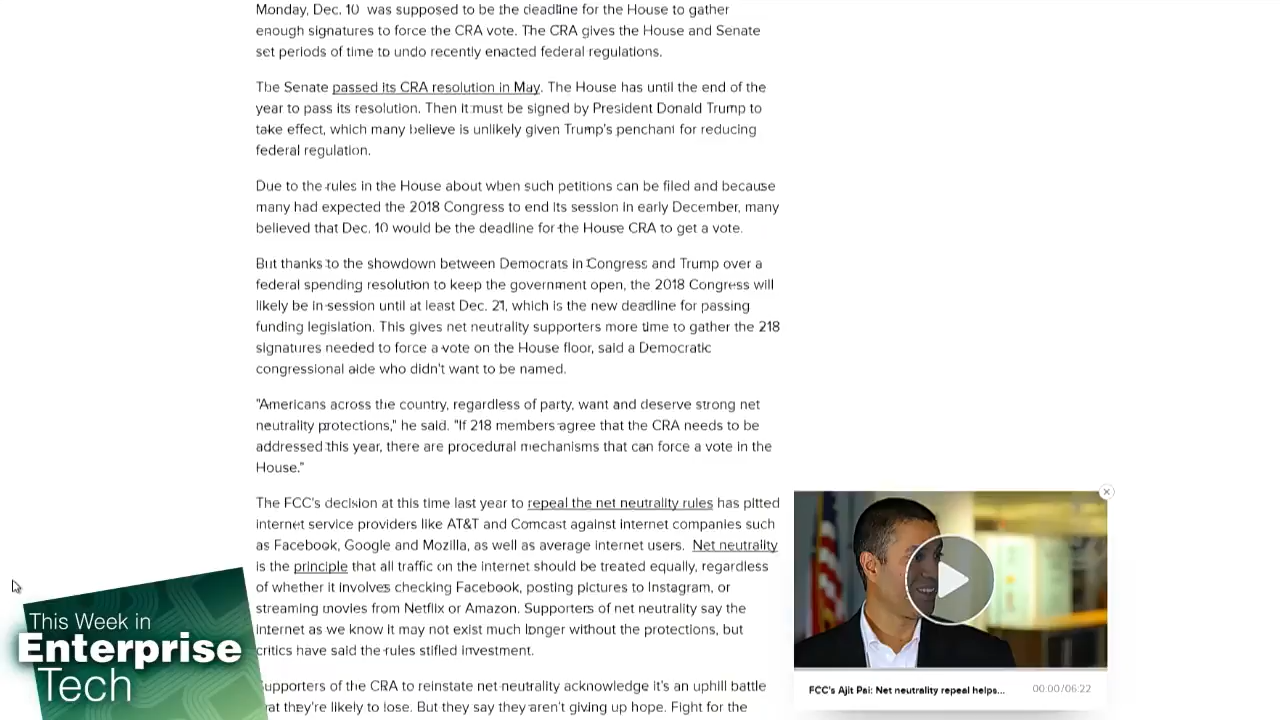 Monday, Dec. 10 was supposed to be the deadline for the House to gather
enough signatures to force the CRA vote. The CRA gives the House and Senate
set periods of time to undo recently enacted federal regulations.
The Senate passed its CRA resolution in May. The House has until the end of the
year to pass its resolution. Then it must be signed by President Donald Trump to
take effect, which many believe is unlikely given Trump's penchant for reducing
federal regulation.
Due to the rules in the House about when such petitions can be filed and because
many had expected the 2018 Congress to end its session in early December, many
believed that Dec. 10 would be the deadline for the House CRA to get a vote.
But thanks to the showdown between Democrats in Congress and Trump over a
federal spending resolution to keep the government open, the 2018 Congress will
likely be in session until at least Dec. 21, which is the new deadline for passing
funding legislation. This gives net neutrality supporters more time to gather the 218
signatures needed to force a vote on the House floor, said a Democratic
congressional aide who didn't want to be named.
"Americans across the country, regardless of party, want and deserve strong net
neutrality protections," he said. "If 218 members agree that the CRA needs to be
addressed this year, there are procedural mechanisms that can force a vote in the
House."
The FCC's decision at this time last year to repeal the net neutrality rules has pitted
internet service providers like AT&T and Comcast against internet companies such
as Facebook, Google and Mozilla, as well as average internet users. Net neutrality
is the principle that all traffic on the internet should be treated equally, regardless
of whether it involves checking Facebook, posting pictures to Instagram, or
streaming movies from Netflix or Amazon. Supporters of net neutrality say the
internet as we know it may not exist much longer without the protections, but
critics have said the rules stifled investment.
upporters of the CRA to reinstate net neutrality acknowledge it's an uphill battle
at they're likely to lose. But they say they aren't giving up hope. Fight for the
FCC's Ajit Pai: Net neutrality repeal helps...
00:00/06:22
This Week in
Enterprise
Tech